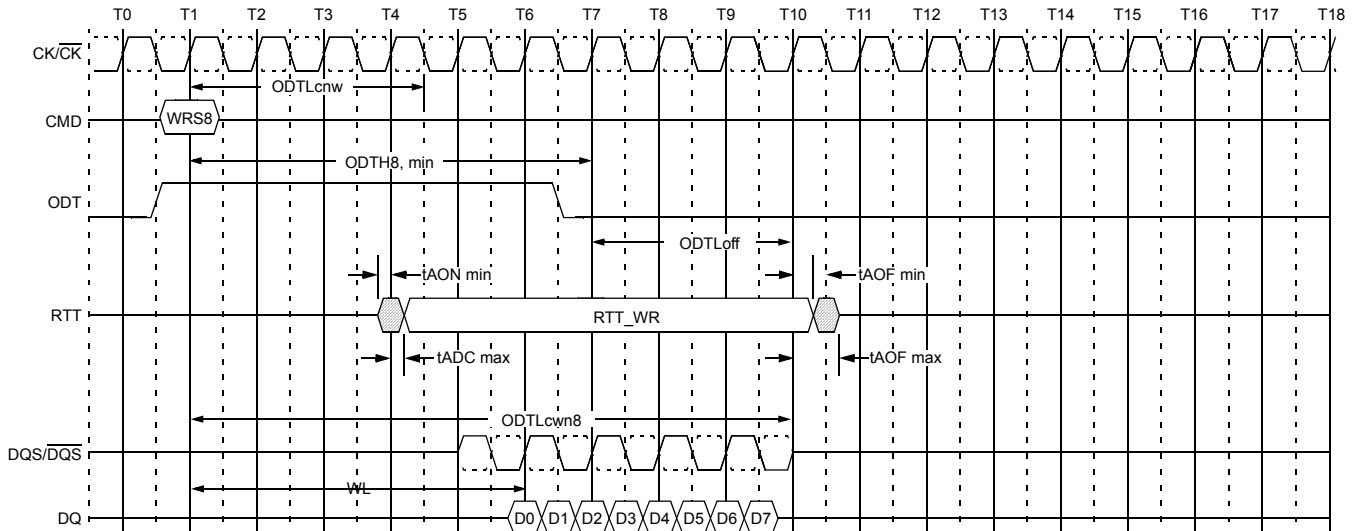 T0 T1 T2 T3 T4 T5 T6 T7 T8 T9 T10 T11 T12 T13 T14 T15 T16 T17 T18
CK/CK
ODTLcnw
CMD WRS8
ODTH8, min
ODT
ODTLoff
tAON min tAOF min
RTT RTT_WR
tADC max tAOF max
ODTLcwn8
DQS/DQS
WL
DQ D0 D1 D2 D3 D4 D5 D6 D7